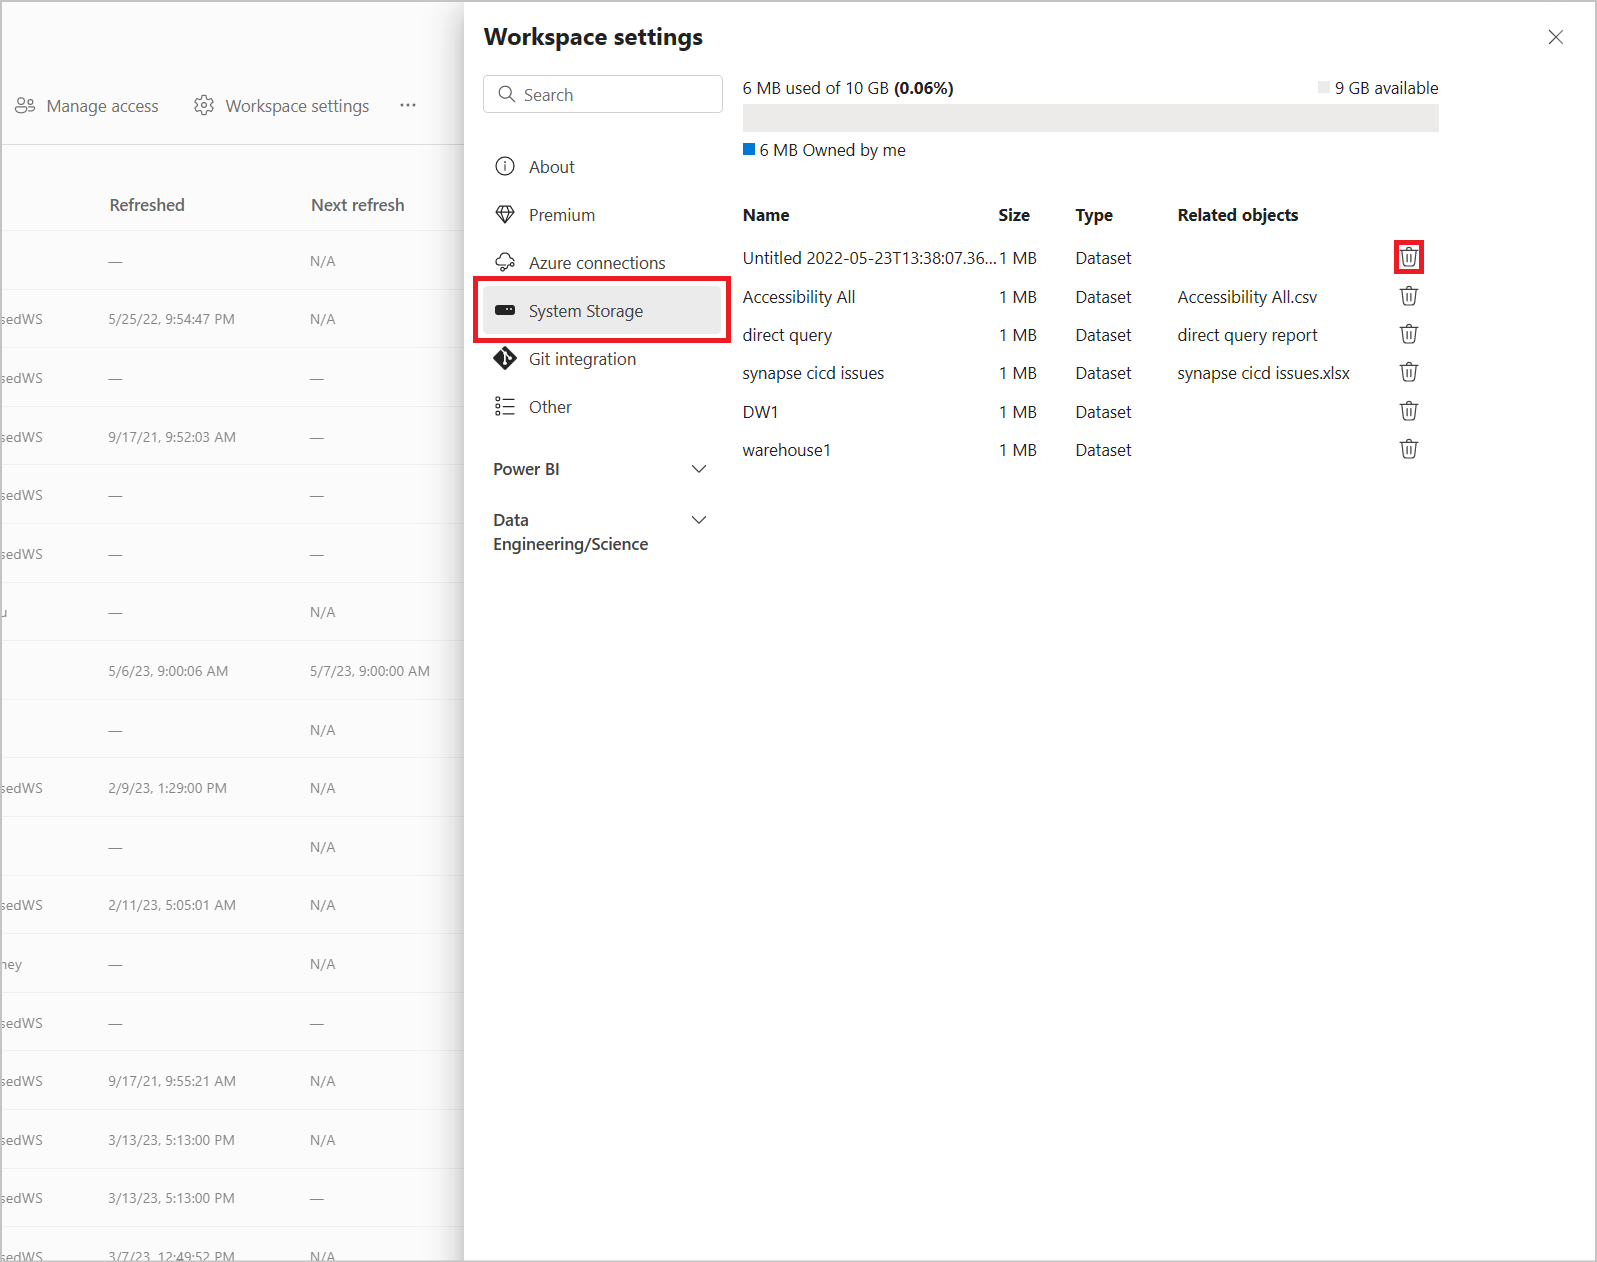 Manage access Workspace settings
Refreshed Next refresh
— N/A
sedWS 5/25/22, 9:54:47 PM N/A
sedWS — —
sedWS 9/17/21, 9:52:03 AM —
sedWS — —
sedWS — —
u — N/A
5/6/23, 9:00:06 AM 5/7/23, 9:00:00 AM
— N/A
sedWS 2/9/23, 1:29:00 PM N/A
— N/A
sedWS 2/11/23, 5:05:01 AM N/A
ney — N/A
sedWS — —
sedWS 9/17/21, 9:55:21 AM N/A
sedWS 3/13/23, 5:13:00 PM N/A
sedWS 3/13/23, 5:13:00 PM —
sedWS 3/7/23, 12:49:52 PM N/A
Workspace settings
Search
About
Premium
Azure connections
System Storage
Git integration
Other
Power BI
Data
Engineering/Science
6 MB used of 10 GB (0.06%) 9 GB available
6 MB Owned by me
Name Size Type Related objects
Untitled 2022-05-23T13:38:07.36... 1 MB Dataset
Accessibility All 1 MB Dataset Accessibility All.csv
direct query 1 MB Dataset direct query report
synapse cicd issues 1 MB Dataset synapse cicd issues.xlsx
DW1 1 MB Dataset
warehouse1 1 MB Dataset